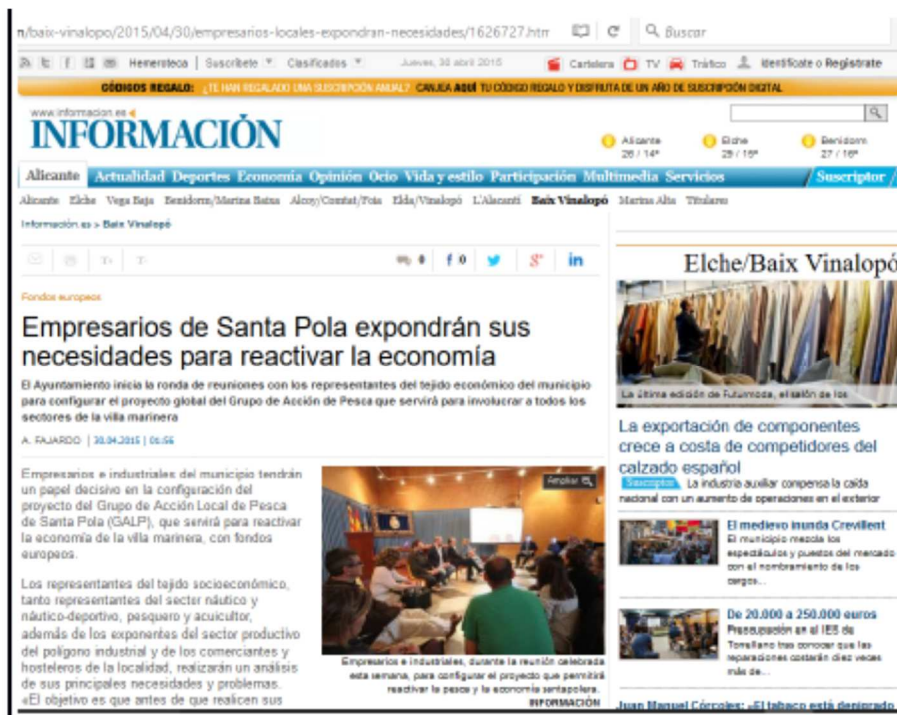 n/baix-vinalopo/2015/04/30/empresarios-locales-expondran-necesidades/1626727.htm
Buscar
Hemeroteca | Suscríbete Clasificados Jueves, 30 abril 2015 Cartelera TV Tráfico Identifícate o Regístrate
CÓDIGOS REGALO: ¿TE HAN REGALADO UNA SUSCRIPCIÓN ANUAL? CANJEA AQUÍ TU CÓDIGO REGALO Y DISFRUTA DE UN AÑO DE SUSCRIPCIÓN DIGITAL
www.informacion.es
INFORMACIÓN
Alicante
26 / 14º
Elche
29 / 15º
Benidorm
27 / 16º
Alicante Actualidad Deportes Economía Opinión Ocio Vida y estilo Participación Multimedia Servicios Suscriptor
Alicante Elche Vega Baja Benidorm/Marina Baixa Alcoy/Comtat/Foia Elda/Vinalopó L'Alacantí Baix Vinalopó Marina Alta Titulares
Información.es > Baix Vinalopó
0 f 0 in
Fondos europeos
Empresarios de Santa Pola expondrán sus
necesidades para reactivar la economía
El Ayuntamiento inicia la ronda de reuniones con los representantes del tejido económico del municipio
para configurar el proyecto global del Grupo de Acción de Pesca que servirá para involucrar a todos los
sectores de la villa marinera
A. FAJARDO | 30.04.2015 | 01:55
Empresarios e industriales del municipio tendrán
un papel decisivo en la configuración del
proyecto del Grupo de Acción Local de Pesca
de Santa Pola (GALP), que servirá para reactivar
la economía de la villa marinera, con fondos
europeos.
Los representantes del tejido socioeconómico,
tanto representantes del sector náutico y
náutico-deportivo, pesquero y acuicultor,
además de los exponentes del sector productivo
del polígono industrial y de los comerciantes y
hosteleros de la localidad, realizarán un análisis
de sus principales necesidades y problemas.
«El objetivo es que antes de que realicen sus
Ampliar
Empresarios e industriales, durante la reunión celebrada
esta semana, para configurar el proyecto que permitirá
reactivar la pesca y la economía santapolera.
INFORMACIÓN
Elche/Baix Vinalopó
La última edición de Futurmoda, el salón de los
La exportación de componentes
crece a costa de competidores del
calzado español
Suscriptor La industria auxiliar compensa la caída
nacional con un aumento de operaciones en el exterior
El medievo inunda Crevillent
El municipio mezcla los
espectáculos y puestos del mercado
con el nombramiento de los
cargos...
De 20.000 a 250.000 euros
Preocupación en el IES de
Torrellano tras conocer que las
reparaciones costarán diez veces
más de...
Juan Manuel Córcoles: «El tabaco está denigrado